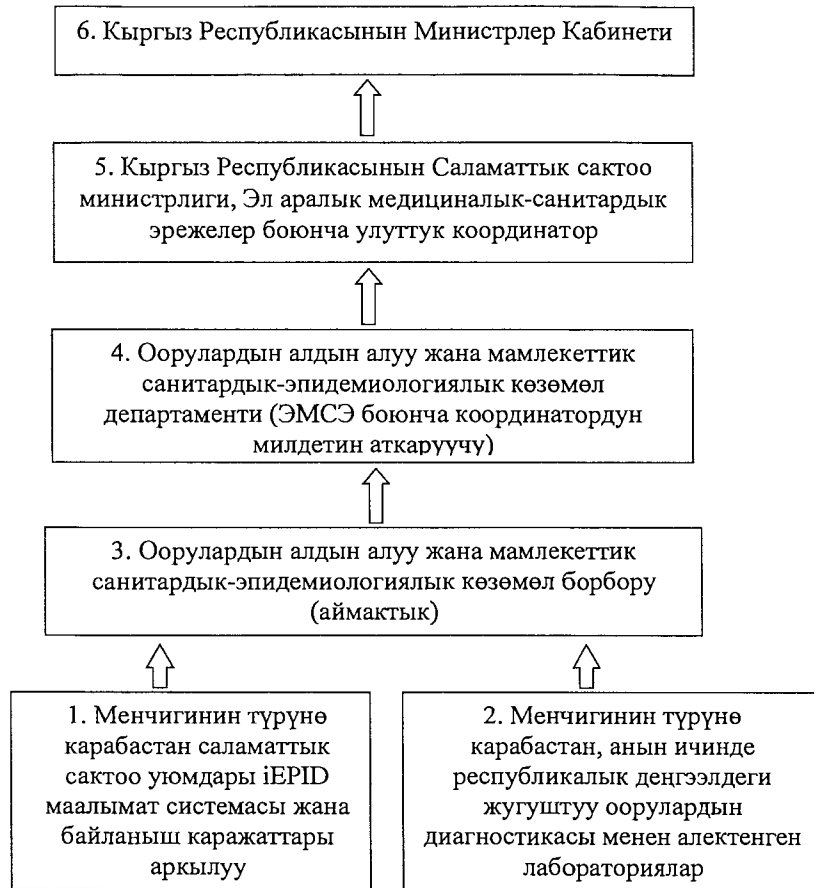 6. Кыргыз Республикасынын Министрлер Кабинети
5. Кыргыз Республикасынын Саламаттык сактоо
министрлиги, Эл аралык медициналык-санитардык
эрежелер боюнча улуттук координатор
4. Оорулардын алдын алуу жана мамлекеттик
санитардык-эпидемиологиялык көзөмөл
департаменти (ЭМСЭ боюнча координатордун
милдетин аткаруучу)
3. Оорулардын алдын алуу жана мамлекеттик
санитардык-эпидемиологиялык көзөмөл борбору
(аймактык)
1. Менчигинин түрүнө
карабастан саламаттык
сактоо уюмдары iEPID
маалымат системасы жана
байланыш каражаттары
аркылуу
2. Менчигинин түрүнө
карабастан, анын ичинде
республикалык деңгээлдеги
жугуштуу оорулардын
диагностикасы менен алектенген
лабораториялар